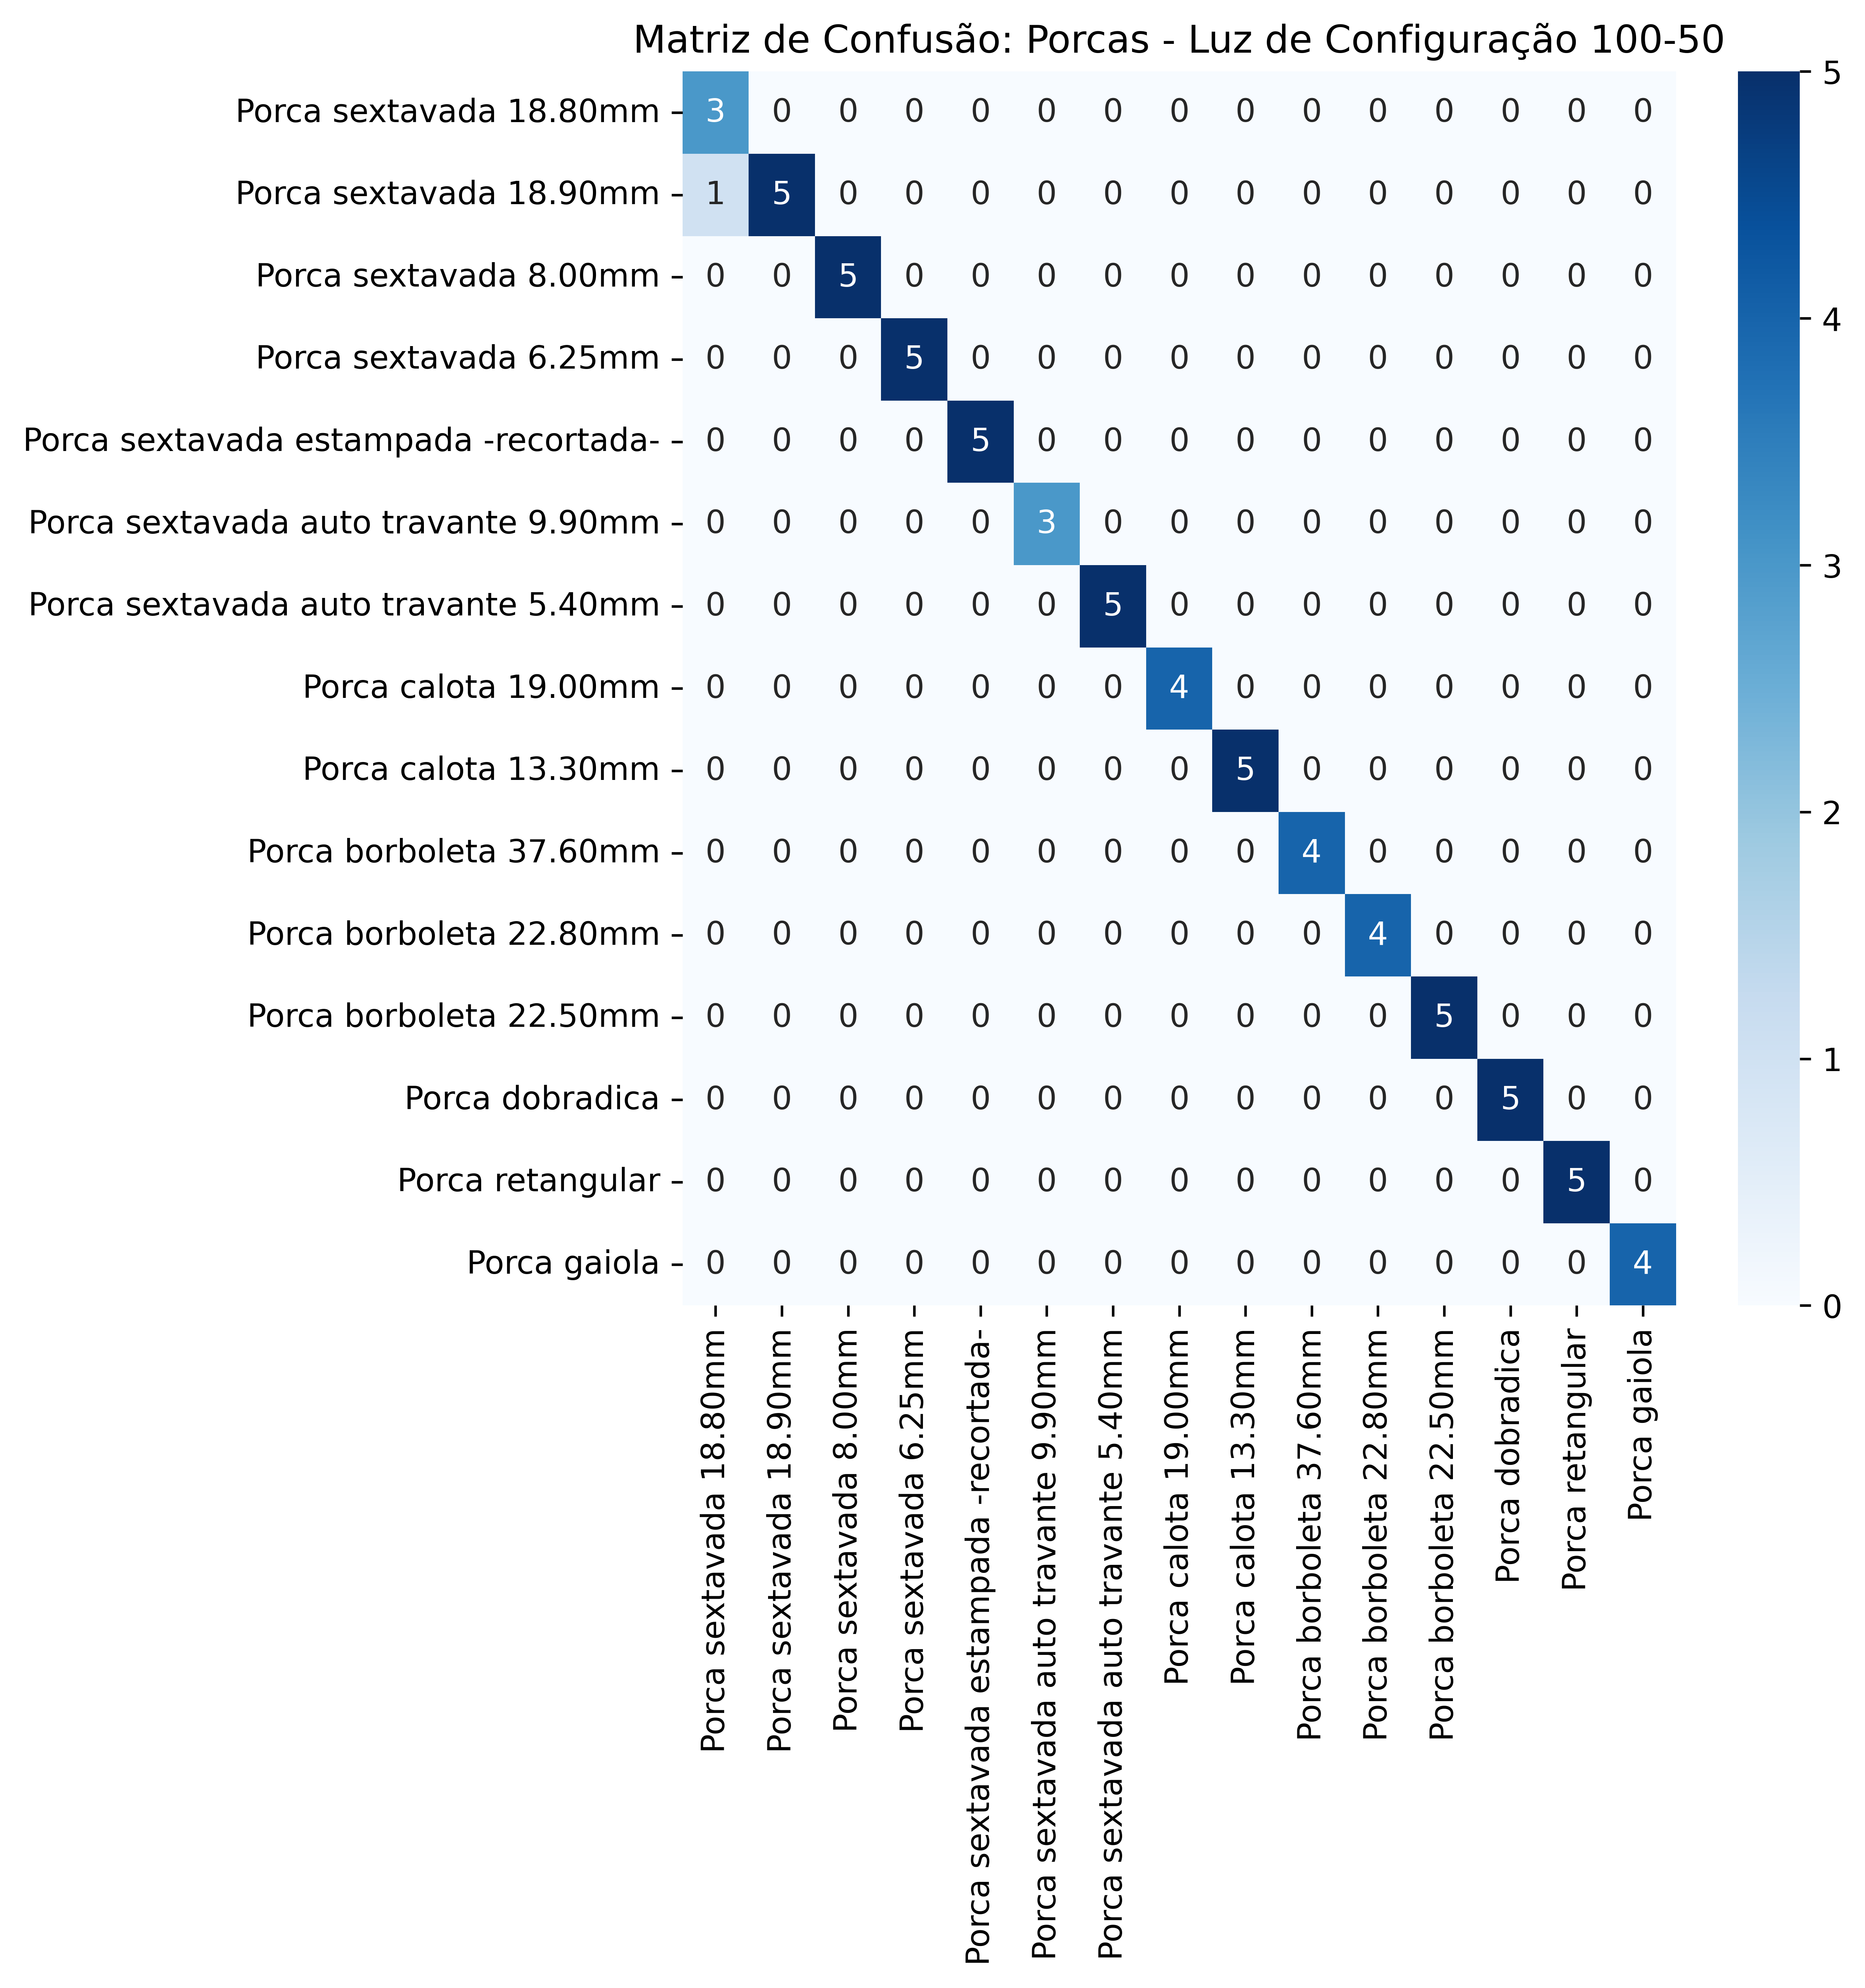 Matriz de Confusão: Porcas - Luz de Configuração 100-50
Porca sextavada 18.80mm 3 0 0 0 0 0 0 0 0 0 0 0 0 0 0
Porca sextavada 18.90mm 1 5 0 0 0 0 0 0 0 0 0 0 0 0 0
Porca sextavada 8.00mm 0 0 5 0 0 0 0 0 0 0 0 0 0 0 0
Porca sextavada 6.25mm 0 0 0 5 0 0 0 0 0 0 0 0 0 0 0
Porca sextavada estampada -recortada- 0 0 0 0 5 0 0 0 0 0 0 0 0 0 0
Porca sextavada auto travante 9.90mm 0 0 0 0 0 3 0 0 0 0 0 0 0 0 0
Porca sextavada auto travante 5.40mm 0 0 0 0 0 0 5 0 0 0 0 0 0 0 0
Porca calota 19.00mm 0 0 0 0 0 0 0 4 0 0 0 0 0 0 0
Porca calota 13.30mm 0 0 0 0 0 0 0 0 5 0 0 0 0 0 0
Porca borboleta 37.60mm 0 0 0 0 0 0 0 0 0 4 0 0 0 0 0
Porca borboleta 22.80mm 0 0 0 0 0 0 0 0 0 0 4 0 0 0 0
Porca borboleta 22.50mm 0 0 0 0 0 0 0 0 0 0 0 5 0 0 0
Porca dobradica 0 0 0 0 0 0 0 0 0 0 0 0 5 0 0
Porca retangular 0 0 0 0 0 0 0 0 0 0 0 0 0 5 0
Porca gaiola 0 0 0 0 0 0 0 0 0 0 0 0 0 0 4
Porca sextavada 18.80mm
Porca sextavada 18.90mm
Porca sextavada 8.00mm
Porca sextavada 6.25mm
Porca sextavada estampada -recortada-
Porca sextavada auto travante 9.90mm
Porca sextavada auto travante 5.40mm
Porca calota 19.00mm
Porca calota 13.30mm
Porca borboleta 37.60mm
Porca borboleta 22.80mm
Porca borboleta 22.50mm
Porca dobradica
Porca retangular
Porca gaiola
5
4
3
2
1
0